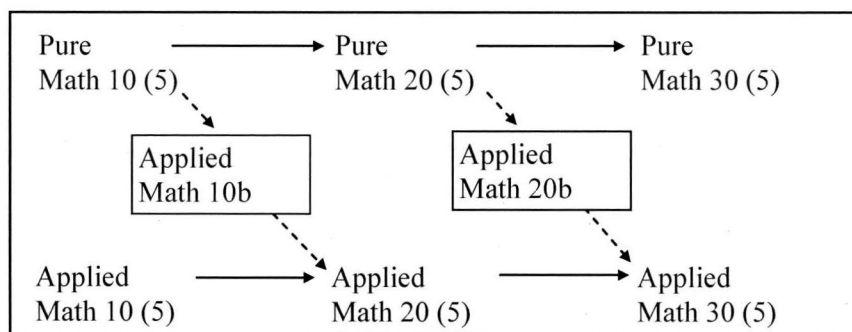 Pure
Math 10 (5)
Pure
Math 20 (5)
Pure
Math 30 (5)
Applied
Math 10b
Applied
Math 20b
Applied
Math 10 (5)
Applied
Math 20 (5)
Applied
Math 30 (5)